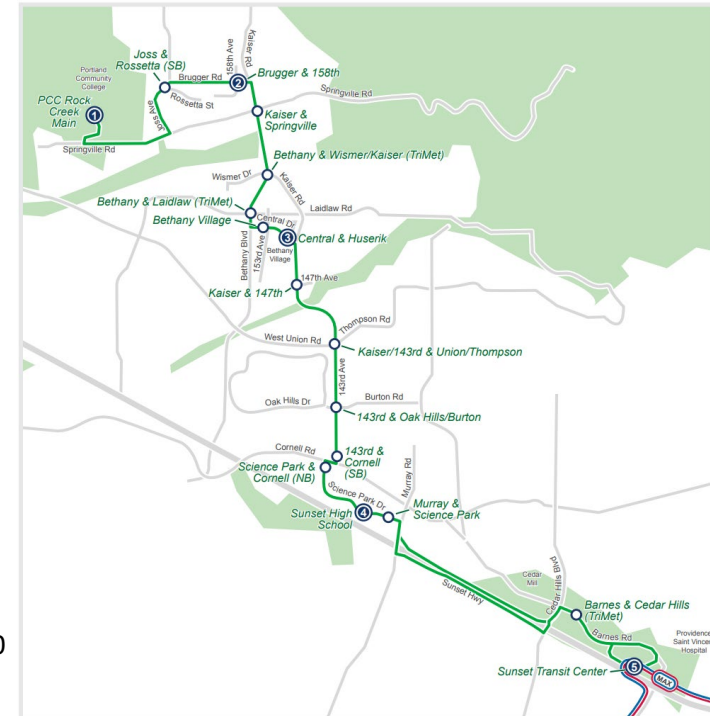 Joss &
Rossetta (SB)
158th Ave
Kaiser Rd
Portland
Community
College
Brugger Rd
2
Brugger & 158th
PCC Rock
Creek
Main
1
Rossetta St
Joss Ave
Springville Rd
Kaiser &
Springville
Springville Rd
Bethany & Wismer/Kaiser (TriMet)
Wismer Dr
Kaiser Rd
Bethany & Laidlaw (TriMet)
Laidlaw Rd
Central Dr
Bethany Village
3
Central & Huserik
Bethany Blvd
153rd Ave
Bethany
Village
147th Ave
Kaiser & 147th
Thompson Rd
West Union Rd
Kaiser/143rd & Union/Thompson
143rd Ave
Oak Hills Dr
Burton Rd
143rd & Oak Hills/Burton
Cornell Rd
143rd &
Cornell
(SB)
Science Park &
Cornell (NB)
Murray Rd
Science Park Dr
Sunset High
School
4
Murray &
Science Park
Sunset Hwy
Cedar
Mill
Cedar Hills Blvd
Barnes & Cedar Hills
(TriMet)
Barnes Rd
Providence
Saint Vincent
Hospital
Sunset Transit Center
5
MAX
0